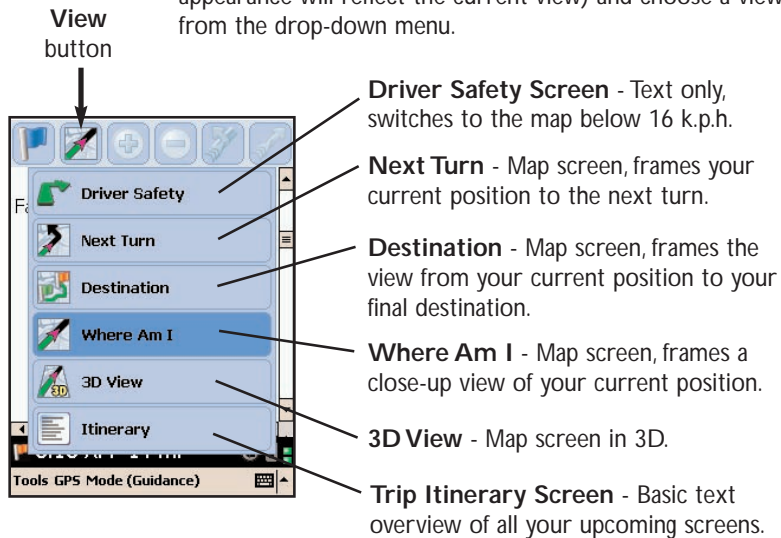 appearance will reflect the current view) and choose a view
from the drop-down menu.
View
button
Driver Safety Screen - Text only,
switches to the map below 16 k.p.h.
Next Turn - Map screen, frames your
current position to the next turn.
Destination - Map screen, frames the
view from your current position to your
final destination.
Where Am I - Map screen, frames a
close-up view of your current position.
3D View - Map screen in 3D.
Trip Itinerary Screen - Basic text
overview of all your upcoming screens.
Driver Safety
Next Turn
Destination
Where Am I
3D
3D View
Itinerary
Tools GPS Mode (Guidance)